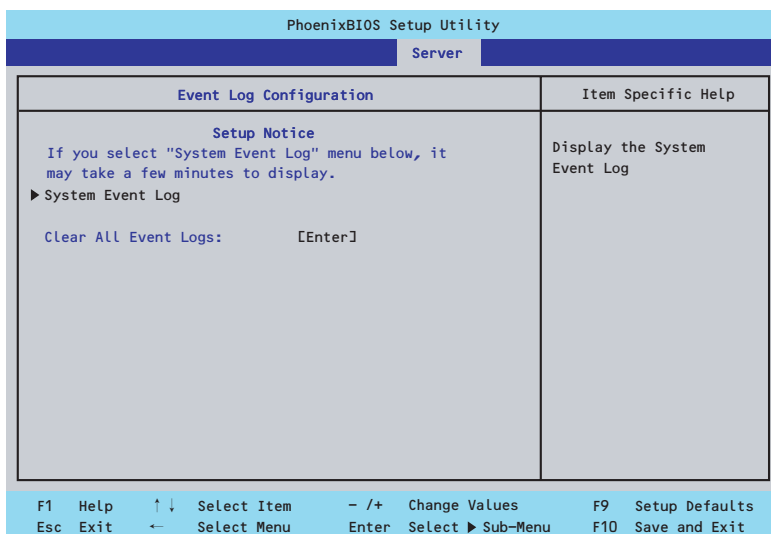 PhoenixBIOS Setup Utility
Server
Event Log Configuration
Item Specific Help
Setup Notice
If you select "System Event Log" menu below, it
may take a few minutes to display.
▶ System Event Log
Clear All Event Logs: [Enter]
Display the System
Event Log
F1 Help ↑↓ Select Item - /+ Change Values F9 Setup Defaults
Esc Exit ← Select Menu Enter Select ▶ Sub-Menu F10 Save and Exit